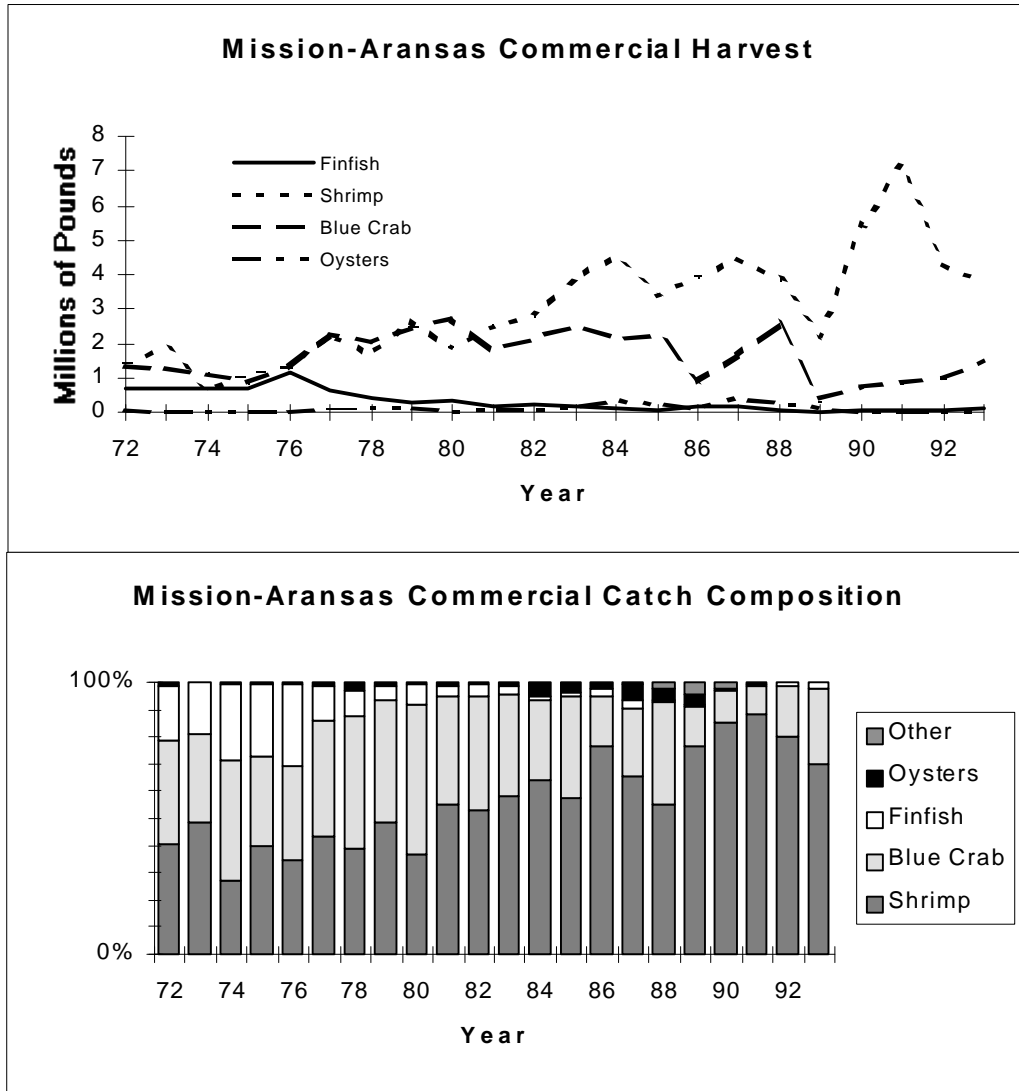 Mission-Aransas Commercial Harvest
8
7
6
5
4
3
2
1
0
Millions of Pounds
Finfish
Shrimp
Blue Crab
Oysters
72 74 76 78 80 82 84 86 88 90 92
Year
Mission-Aransas Commercial Catch Composition
100%
0%
Other
Oysters
Finfish
Blue Crab
Shrimp
72 74 76 78 80 82 84 86 88 90 92
Year